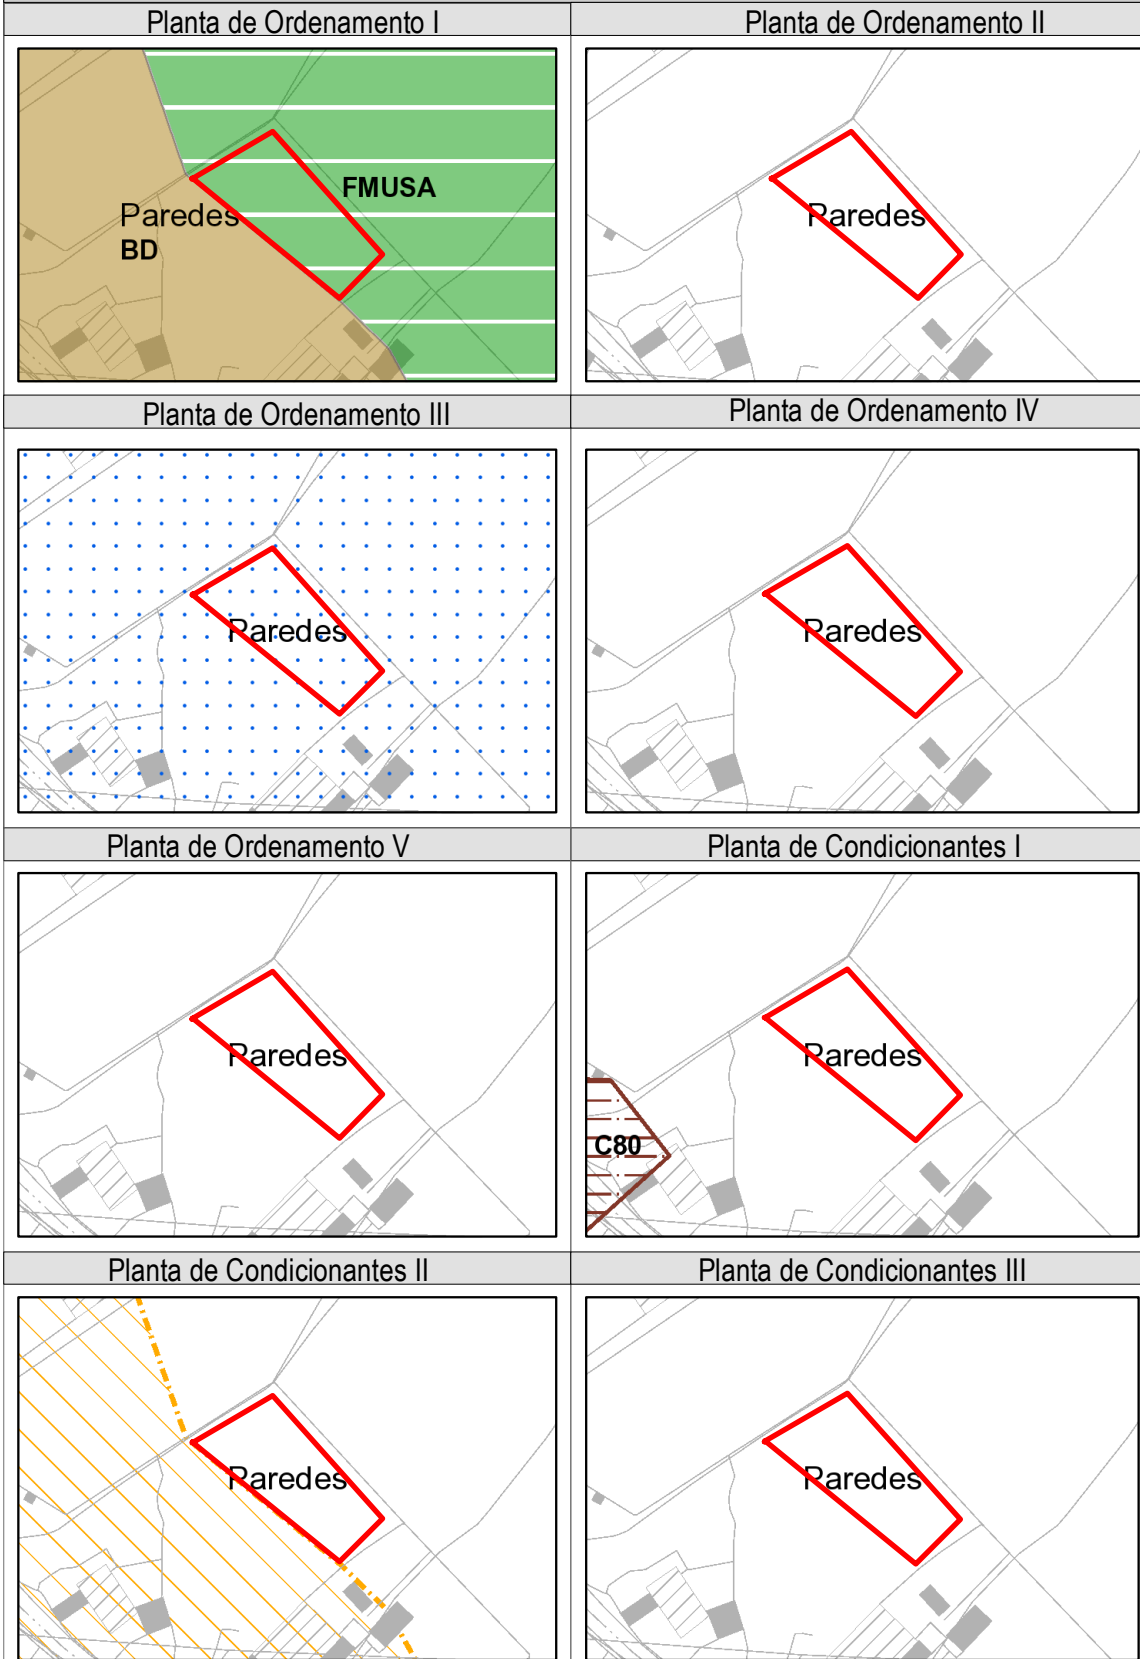 Planta de Ordenamento I
Planta de Ordenamento II
FMUSA
Paredes
BD
Paredes
Planta de Ordenamento III
Planta de Ordenamento IV
Paredes
Paredes
Planta de Ordenamento V
Planta de Condicionantes I
Paredes
Paredes
C80
Planta de Condicionantes II
Planta de Condicionantes III
Paredes
Paredes